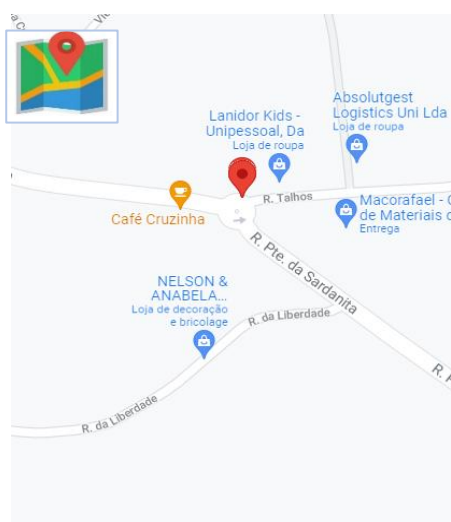 Absolutgest
Logistics Uni Lda
Loja de roupa
Lanidor Kids -
Unipessoal, Da
Loja de roupa
R. Talhos
Macorafael -
de Materiais
Entrega
Café Cruzinha
R. Pte. da Sardanita
NELSON &
ANABELA...
Loja de decoração
e bricolage
R. da Liberdade
R. da Liberdade
R.